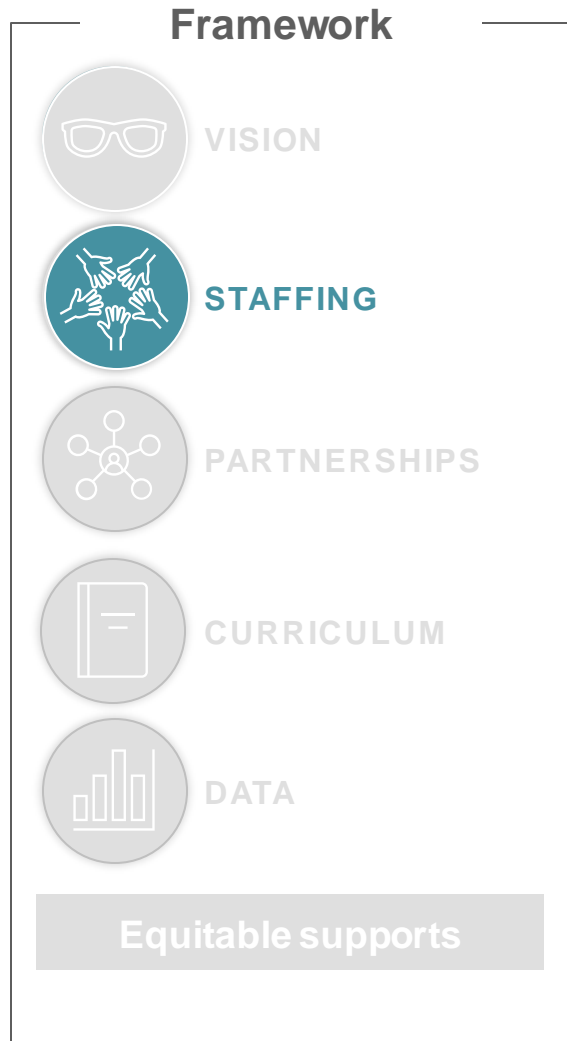 Framework
VISION
STAFFING
PARTNERSHIPS
CURRICULUM
DATA
Equitable supports